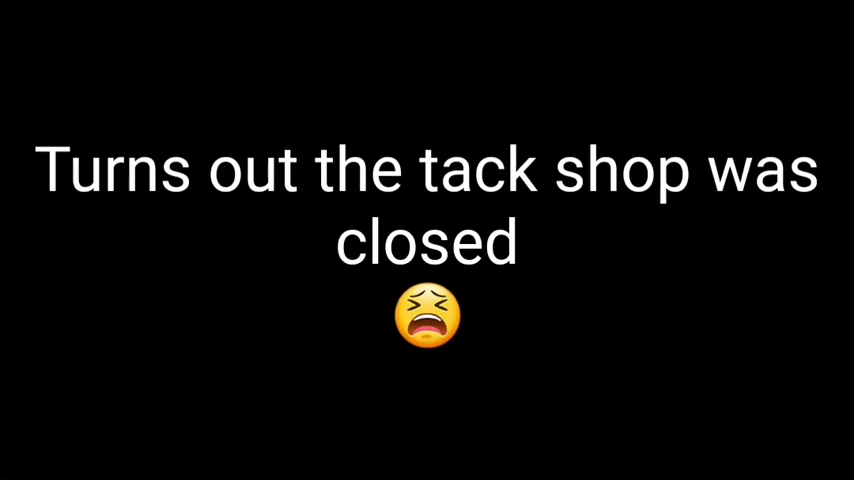 Turns out the tack shop was
closed
😫